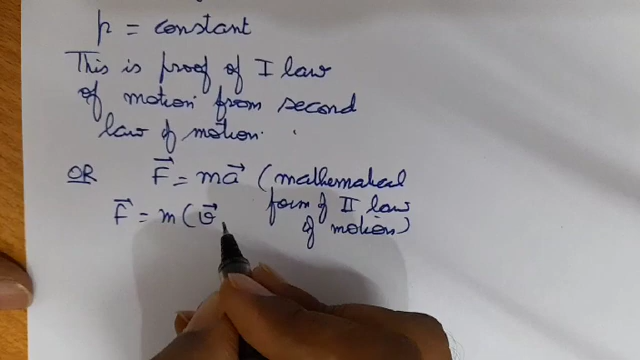 p = constant
This is proof of I law
of motion from second
law of motion.
OR F⃗ = ma⃗ (mathematical
form of II law
of motion)
F⃗ = m(v⃗